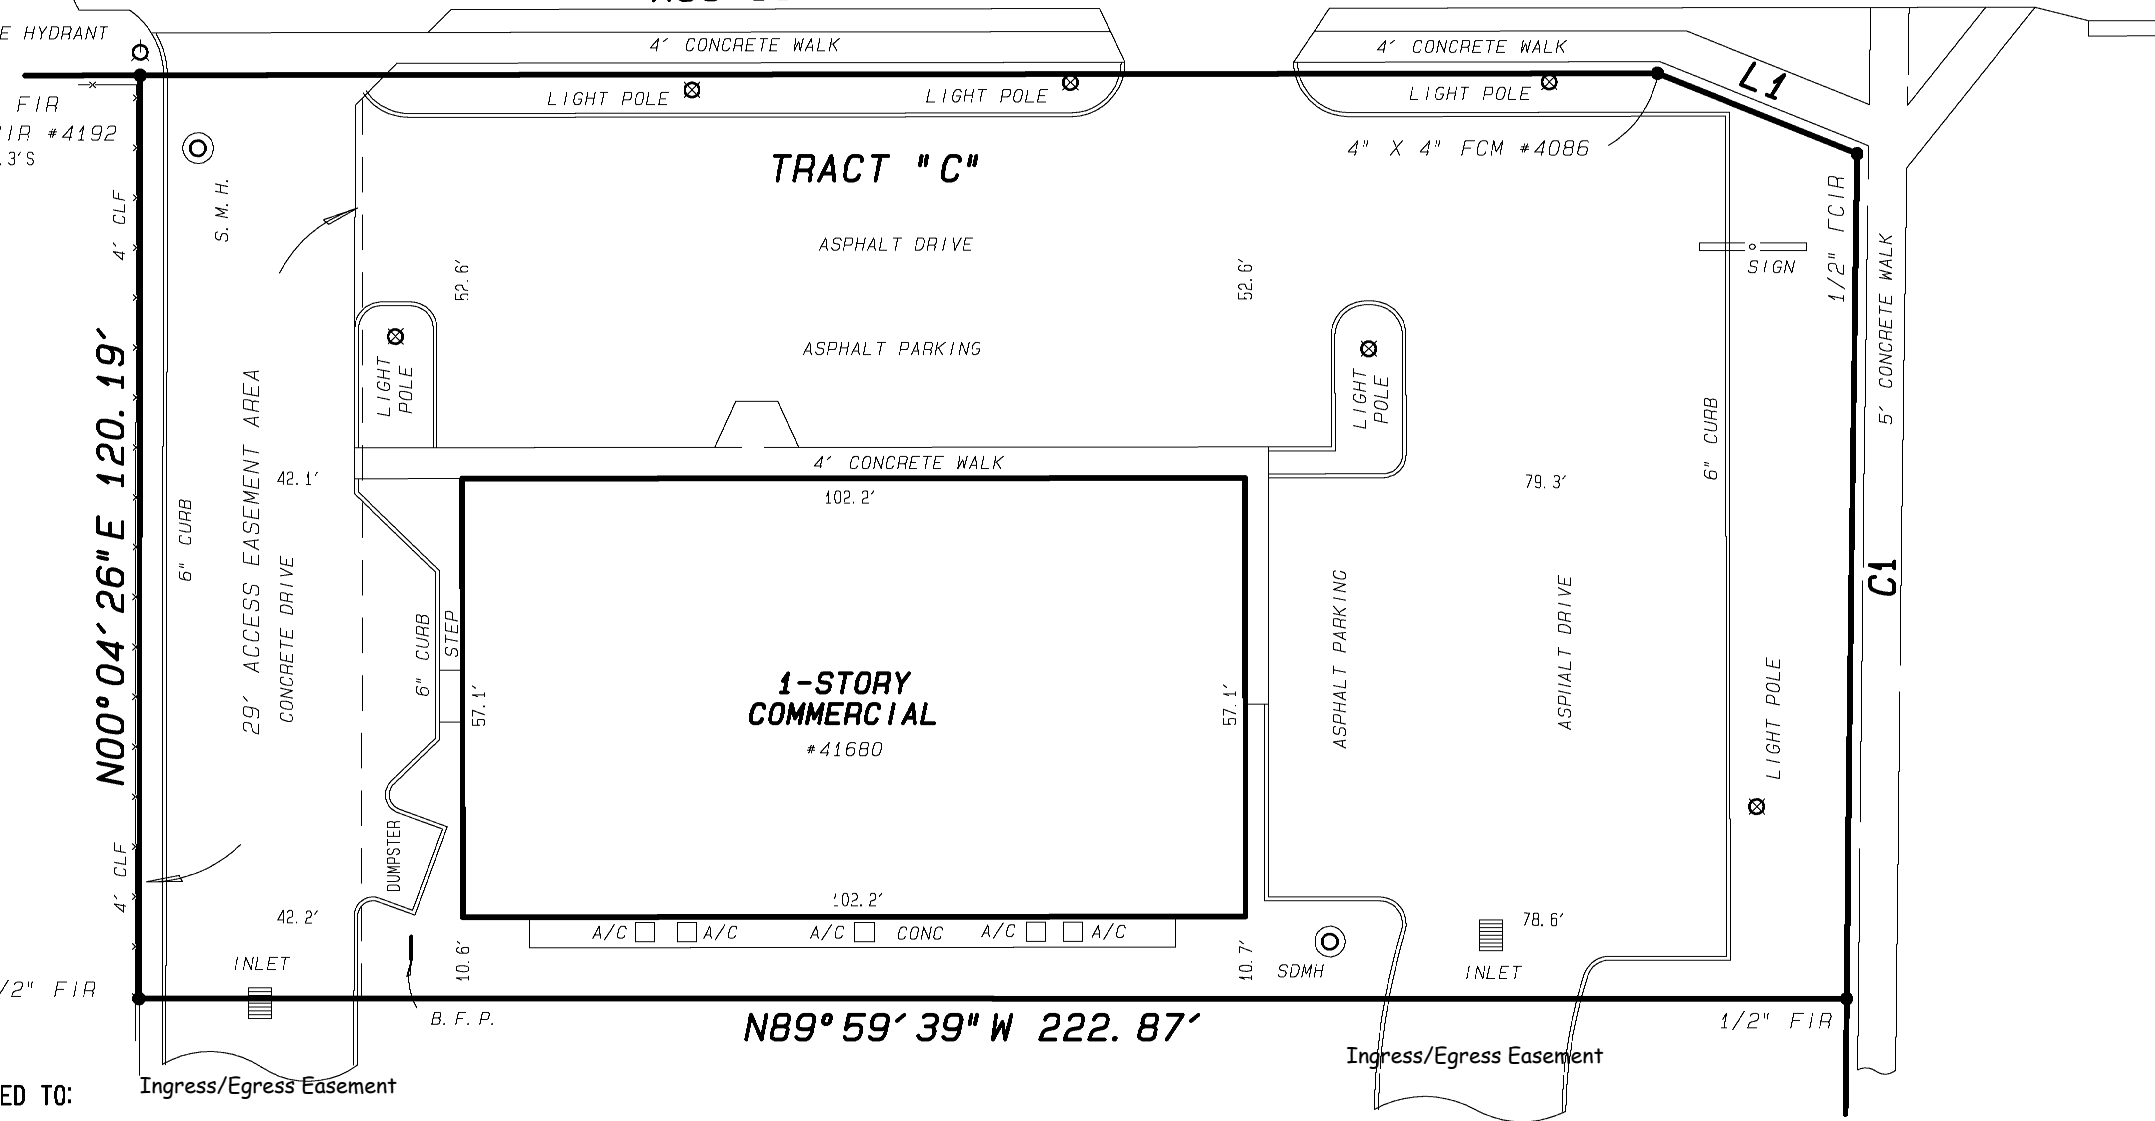 E HYDRANT
4' CONCRETE WALK
4' CONCRETE WALK
L1
FIR
IR #4192
.3'S
LIGHT POLE
LIGHT POLE
LIGHT POLE
4" X 4" FCM #4086
TRACT "C"
S.M.H.
4' CLF
1/2" FCIR
ASPHALT DRIVE
52.6'
52.6'
SIGN
5' CONCRETE WALK
ASPHALT PARKING
LIGHT
POLE
LIGHT
POLE
N00°04'26"E 120.19'
29' ACCESS EASEMENT AREA
CONCRETE DRIVE
6" CURB
42.1'
4' CONCRETE WALK
102.2'
79.3'
6" CURB
C1
6" CURB
STEP
57.1'
57.1'
1-STORY
COMMERCIAL
#41680
ASPHALT PARKING
ASPHALT DRIVE
LIGHT POLE
4' CLF
DUMPSTER
42.2'
102.2'
78.6'
A/C
A/C
A/C
CONC
A/C
A/C
10.6'
10.7'
INLET
SDMH
INLET
/2" FIR
B.F.P.
N89°59'39"W 222.87'
1/2" FIR
Ingress/Egress Easement
Ingress/Egress Easement
ED TO: